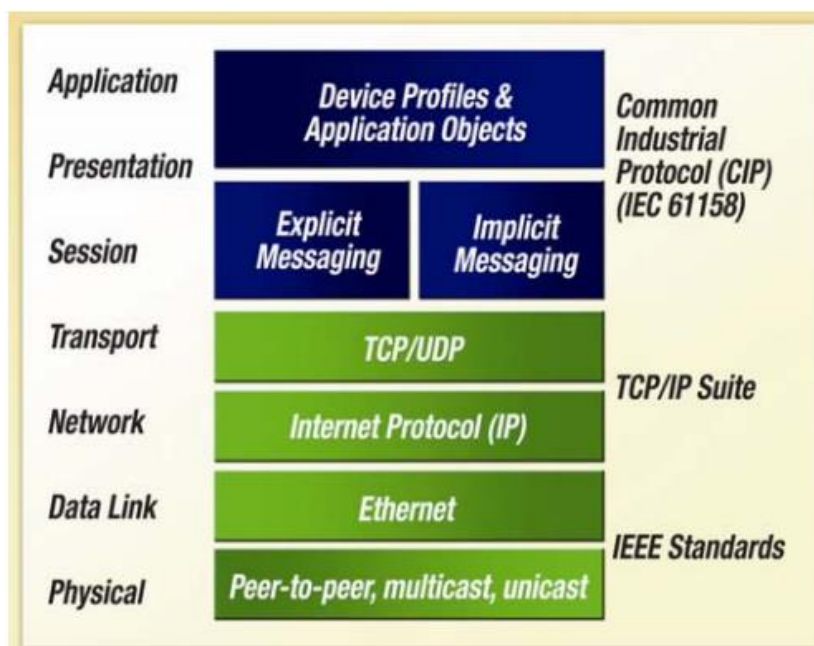 Application
Presentation
Session
Transport
Network
Data Link
Physical
Device Profiles &
Application Objects
Explicit
Messaging
Implicit
Messaging
TCP/UDP
Internet Protocol (IP)
Ethernet
Peer-to-peer, multicast, unicast
Common
Industrial
Protocol (CIP)
(IEC 61158)
TCP/IP Suite
IEEE Standards